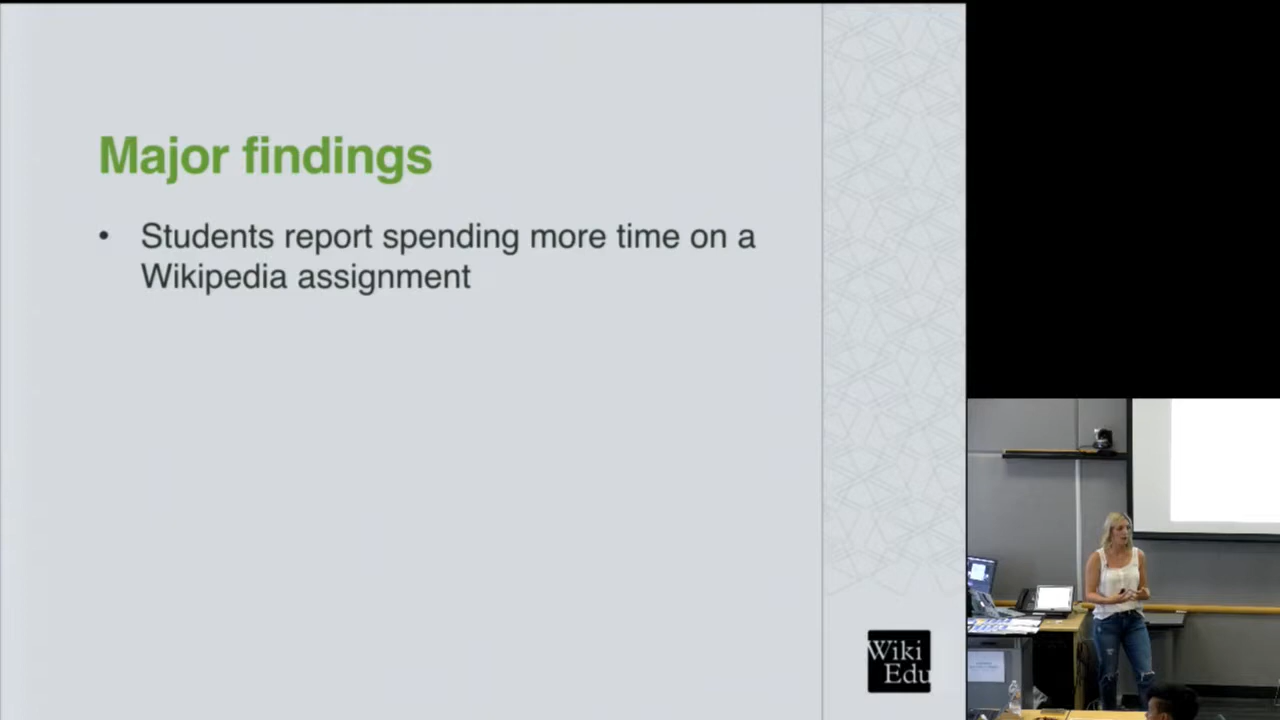 Major findings
• Students report spending more time on a
Wikipedia assignment
Wiki
Edu